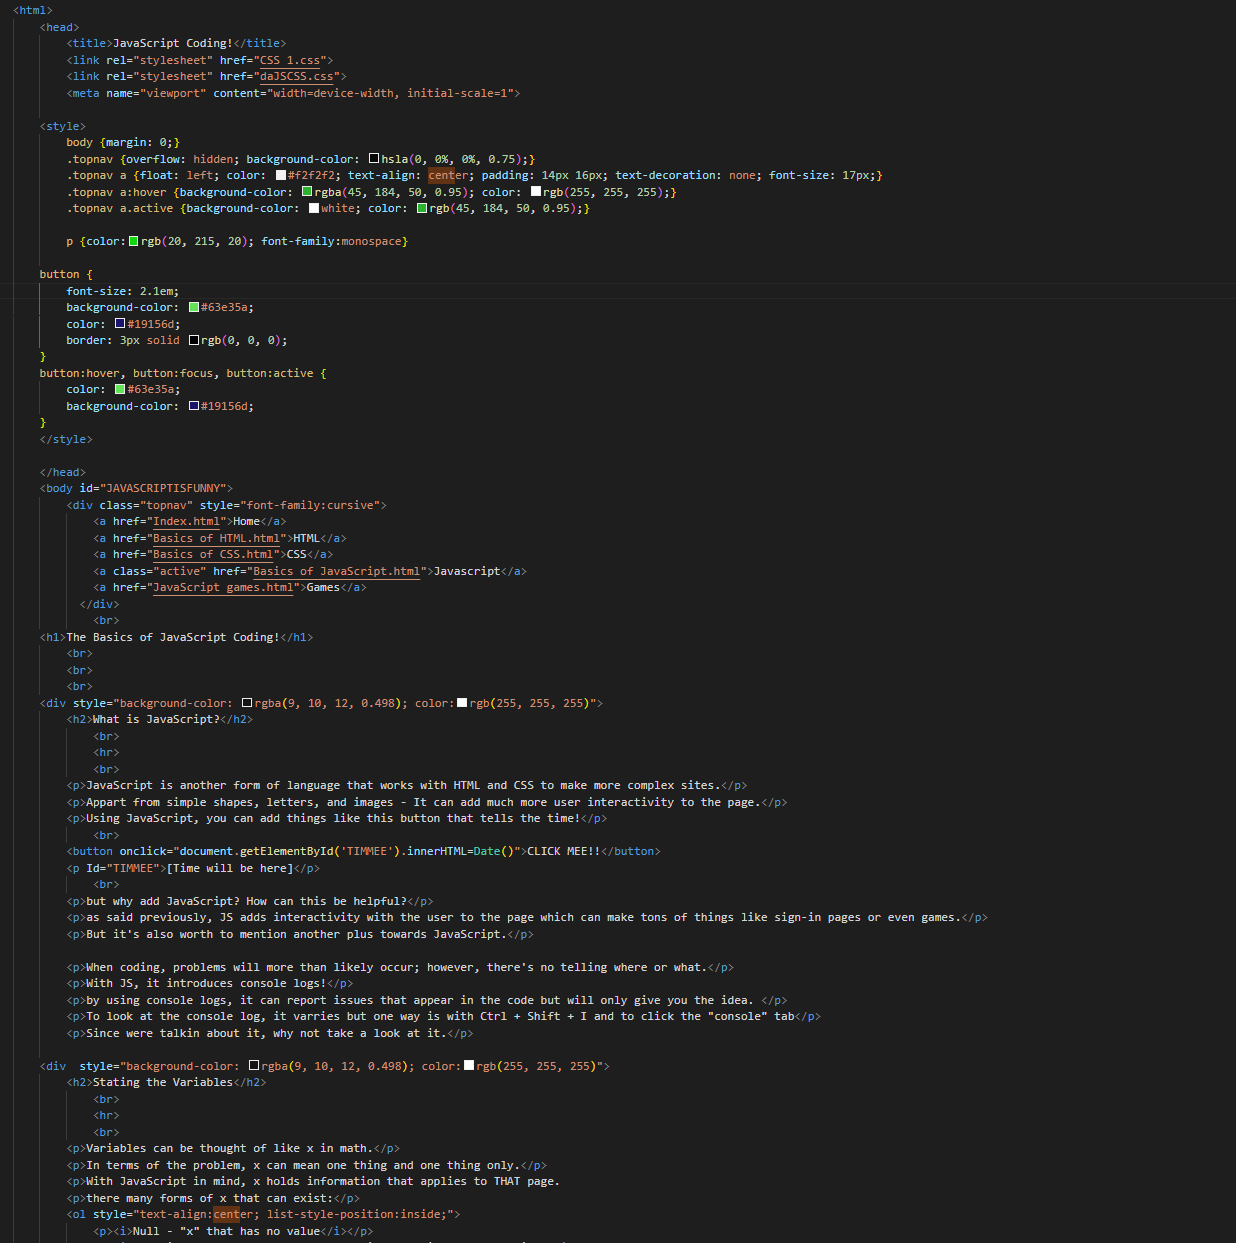 <html>
<head>
<title>JavaScript Coding!</title>
<link rel="stylesheet" href="CSS 1.css">
<link rel="stylesheet" href="daJSCSS.css">
<meta name="viewport" content="width=device-width, initial-scale=1">
<style>
body {margin: 0;}
.topnav {overflow: hidden; background-color: hsla(0, 0%, 0%, 0.75);}
.topnav a {float: left; color: #f2f2f2; text-align: center; padding: 14px 16px; text-decoration: none; font-size: 17px;}
.topnav a:hover {background-color: rgba(45, 184, 50, 0.95); color: rgb(255, 255, 255);}
.topnav a.active {background-color: white; color: rgb(45, 184, 50, 0.95);}
p {color:rgb(20, 215, 20); font-family:monospace}
button {
font-size: 2.1em;
background-color: #63e35a;
color: #19156d;
border: 3px solid rgb(0, 0, 0);
}
button:hover, button:focus, button:active {
color: #63e35a;
background-color: #19156d;
}
</style>
</head>
<body id="JAVASCRIPTISFUNNY">
<div class="topnav" style="font-family:cursive">
<a href="Index.html">Home</a>
<a href="Basics of HTML.html">HTML</a>
<a href="Basics of CSS.html">CSS</a>
<a class="active" href="Basics of JavaScript.html">Javascript</a>
<a href="JavaScript games.html">Games</a>
</div>
<br>
<h1>The Basics of JavaScript Coding!</h1>
<br>
<br>
<br>
<div style="background-color: rgba(9, 10, 12, 0.498); color:rgb(255, 255, 255)">
<h2>What is JavaScript?</h2>
<br>
<hr>
<br>
<p>JavaScript is another form of language that works with HTML and CSS to make more complex sites.</p>
<p>Appart from simple shapes, letters, and images - It can add much more user interactivity to the page.</p>
<p>Using JavaScript, you can add things like this button that tells the time!</p>
<br>
<button onclick="document.getElementById('TIMMEE').innerHTML=Date()">CLICK MEE!!</button>
<p Id="TIMMEE">[Time will be here]</p>
<br>
<p>but why add JavaScript? How can this be helpful?</p>
<p>as said previously, JS adds interactivity with the user to the page which can make tons of things like sign-in pages or even games.</p>
<p>But it's also worth to mention another plus towards JavaScript.</p>
<p>When coding, problems will more than likely occur; however, there's no telling where or what.</p>
<p>With JS, it introduces console logs!</p>
<p>by using console logs, it can report issues that appear in the code but will only give you the idea. </p>
<p>To look at the console log, it varries but one way is with Ctrl + Shift + I and to click the "console" tab</p>
<p>Since were talkin about it, why not take a look at it.</p>
<div  style="background-color: rgba(9, 10, 12, 0.498); color:rgb(255, 255, 255)">
<h2>Stating the Variables</h2>
<br>
<hr>
<br>
<p>Variables can be thought of like x in math.</p>
<p>In terms of the problem, x can mean one thing and one thing only.</p>
<p>With JavaScript in mind, x holds information that applies to THAT page.
<p>there many forms of x that can exist:</p>
<ol style="text-align:center; list-style-position:inside;">
<p><i>Null - "x" that has no value</i></p>